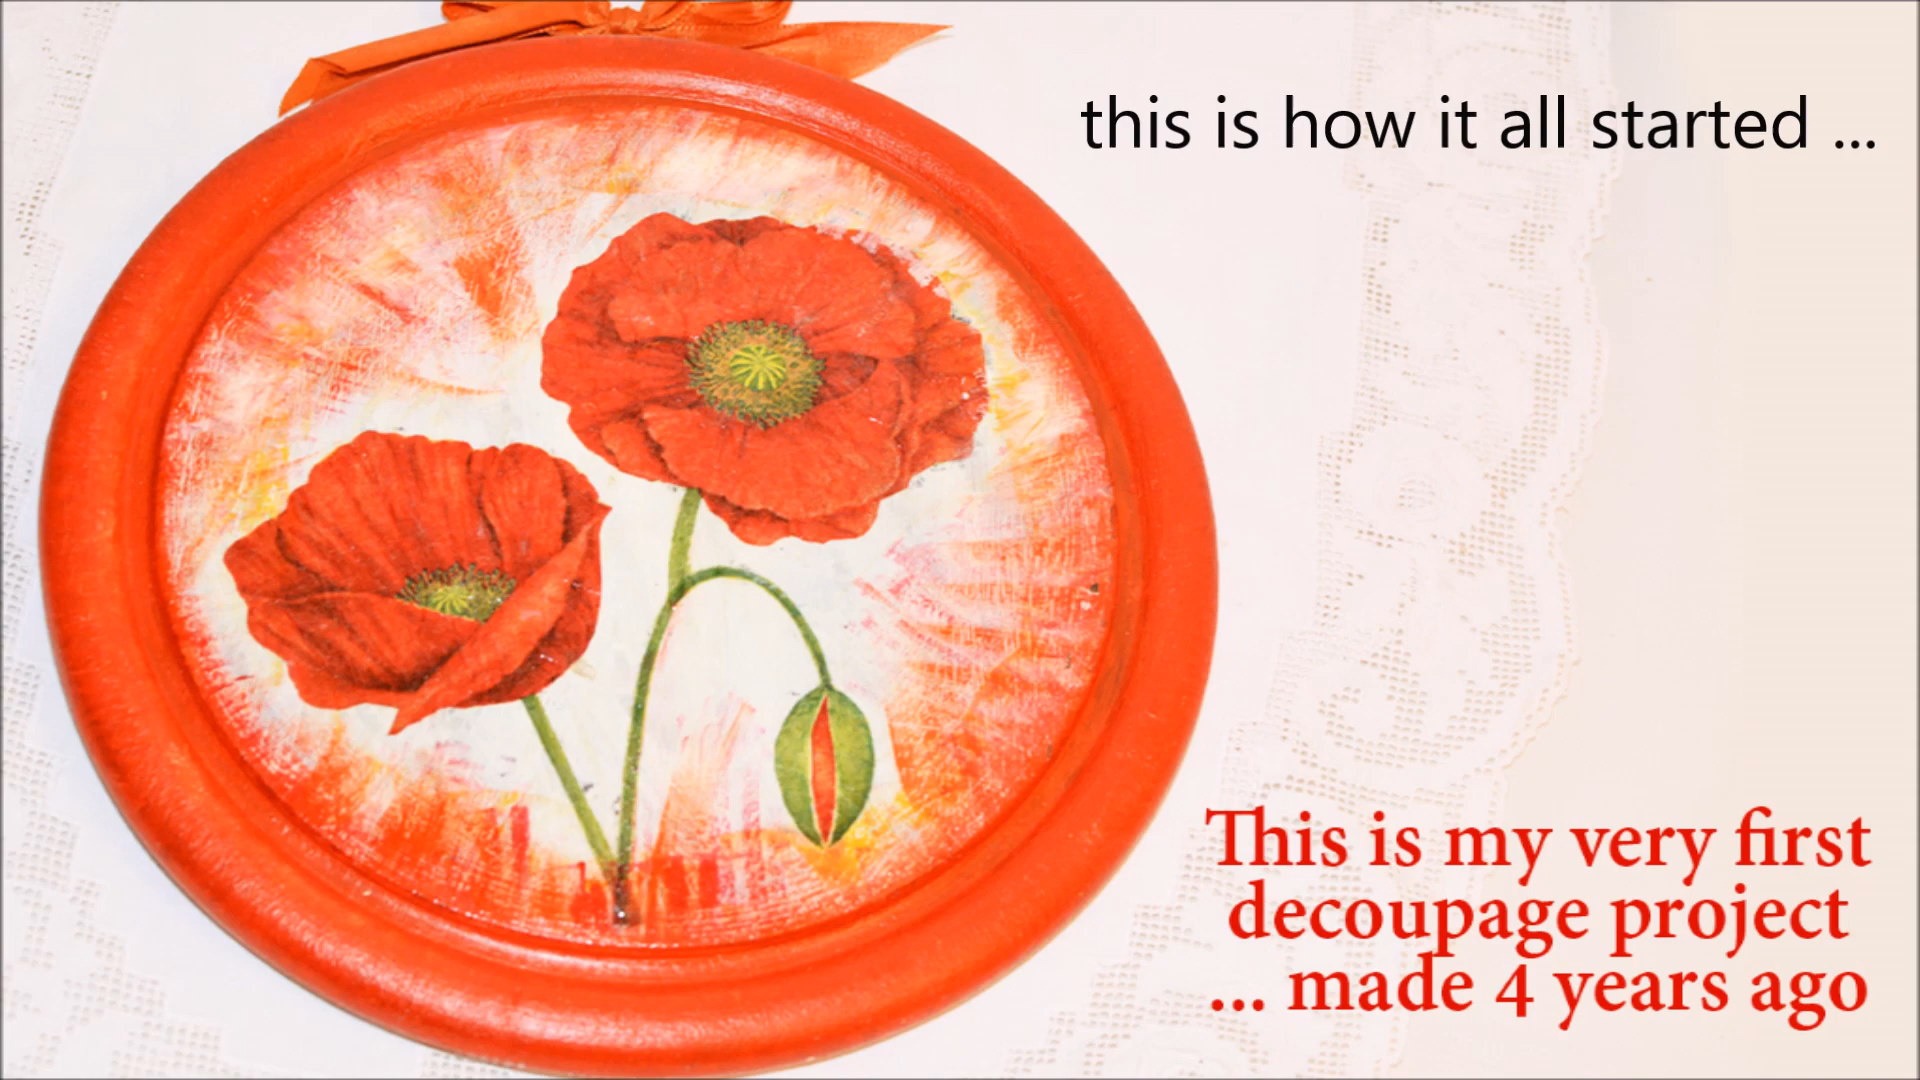 this is how it all started ...
This is my very first
decoupage project
... made 4 years ago